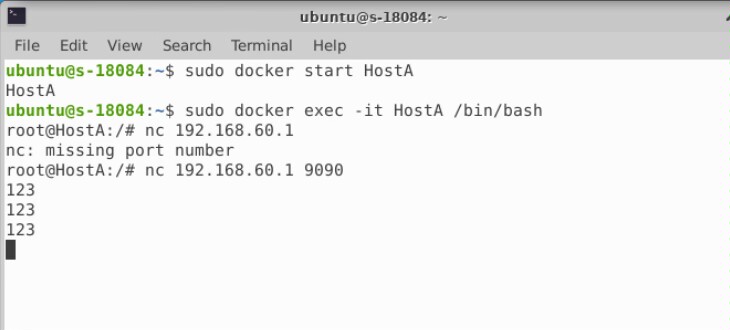 ubuntu@s-18084: ~
File Edit View Search Terminal Help
ubuntu@s-18084:~$ sudo docker start HostA
HostA
ubuntu@s-18084:~$ sudo docker exec -it HostA /bin/bash
root@HostA:/# nc 192.168.60.1
nc: missing port number
root@HostA:/# nc 192.168.60.1 9090
123
123
123